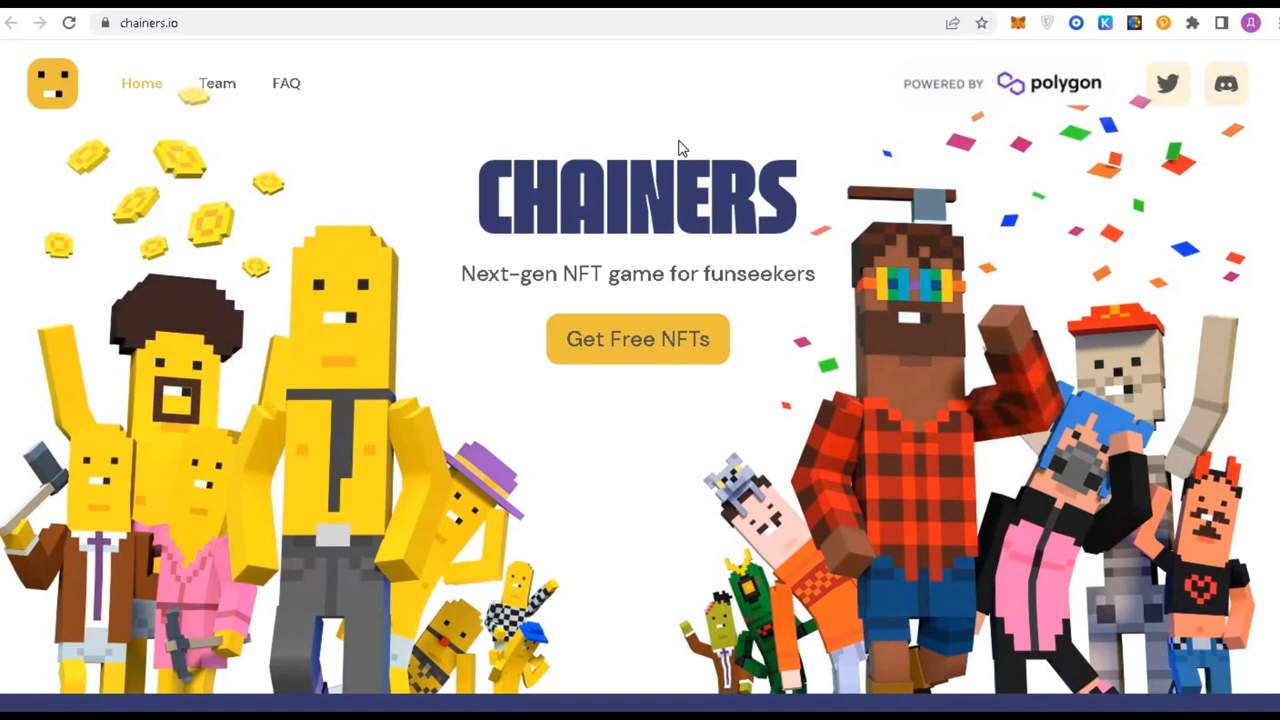 chainers.io
Home Team FAQ
POWERED BY polygon
CHAINERS
Next-gen NFT game for funseekers
Get Free NFTs